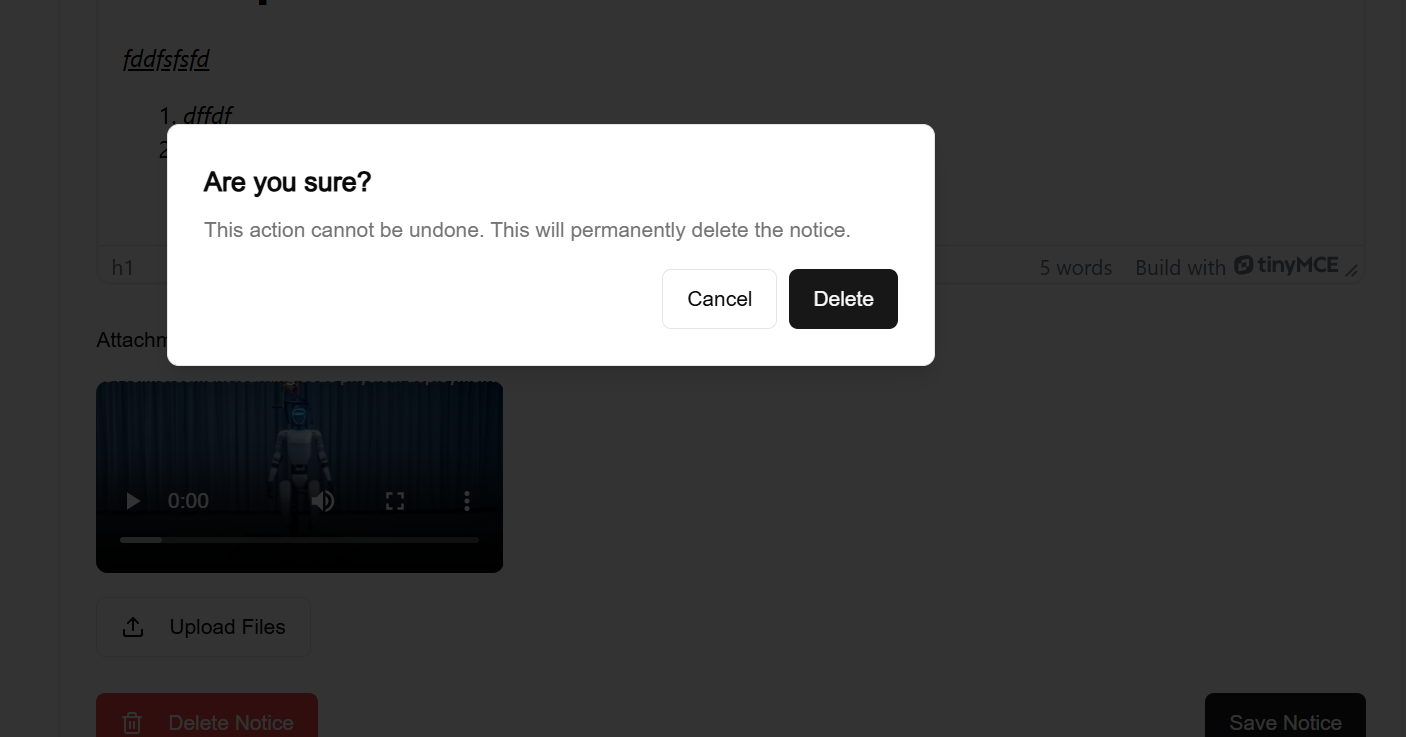 fddfsfsfd
1. dffdf
2
Are you sure?
This action cannot be undone. This will permanently delete the notice.
Cancel
Delete
h1
5 words
Build with tinyMCE
Attachm
0:00
Upload Files
Delete Notice
Save Notice